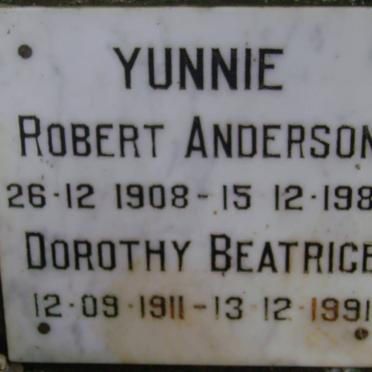 YUNNIE
ROBERT ANDERSON
26·12 1908-15 12·198
DOROTHY BEATRICE
12·09·1911-13·12·1991